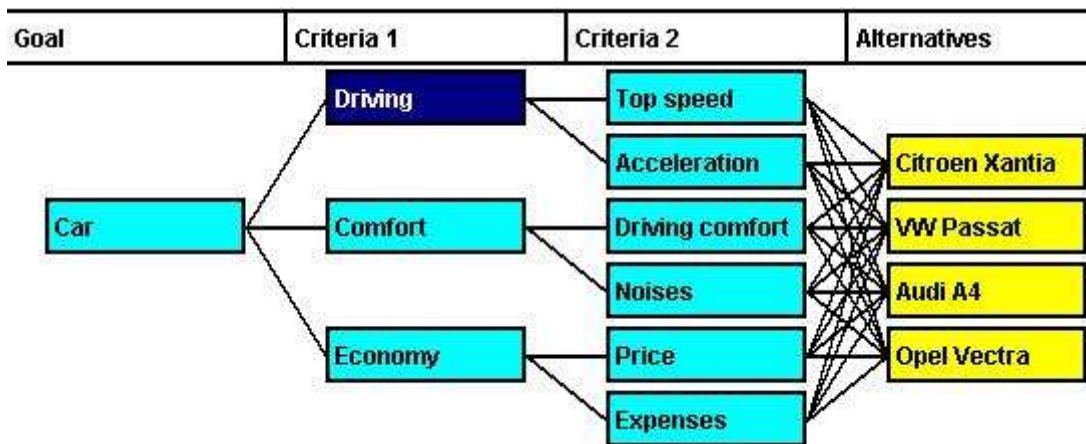 Goal
Criteria 1
Criteria 2
Alternatives
Driving
Top speed
Acceleration
Citroen Xantia
Car
Comfort
Driving comfort
VW Passat
Noises
Audi A4
Economy
Price
Opel Vectra
Expenses